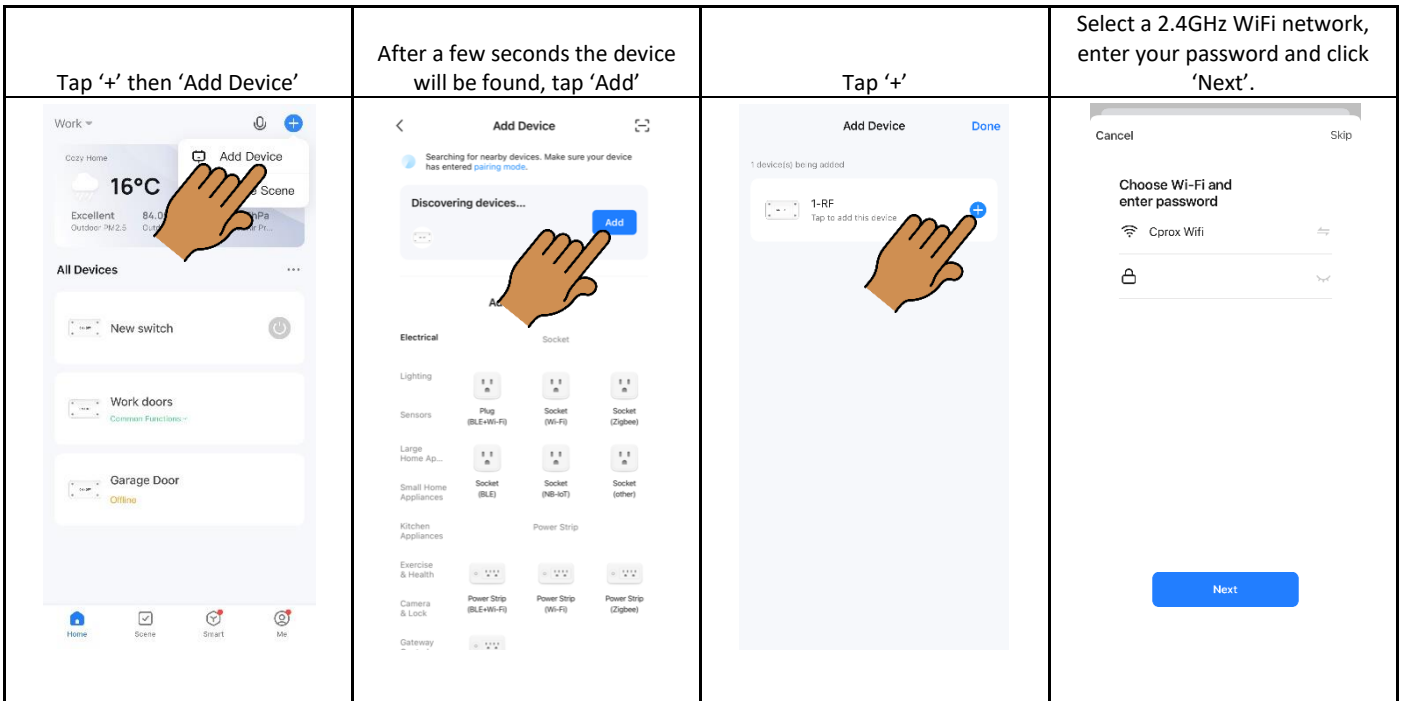 Tap ‘+’ then ‘Add Device’
After a few seconds the device
will be found, tap ‘Add’
Tap ‘+’
Select a 2.4GHz WiFi network,
enter your password and click
‘Next’.
Work
Add Device
Cozy Home
16°C
Scene
Excellent
84.0
hPa
Outdoor PM2.5
All Devices
New switch
Work doors
Common Functions
Garage Door
Offline
Home
Scene
Smart
Me
Add Device
Searching for nearby devices. Make sure your device
has entered pairing mode.
Discovering devices...
Add
Electrical
Socket
Lighting
Plug
(BLE+Wi-Fi)
Socket
(Wi-Fi)
Socket
(Zigbee)
Sensors
Large
Home Ap...
Socket
(BLE)
Socket
(NB-IoT)
Socket
(other)
Small Home
Appliances
Kitchen
Appliances
Power Strip
Exercise
& Health
Power Strip
(BLE+Wi-Fi)
Power Strip
(Wi-Fi)
Power Strip
(Zigbee)
Camera
& Lock
Gateway
Add Device
Done
1 device(s) being added
1-RF
Tap to add this device
Cancel
Skip
Choose Wi-Fi and
enter password
Cprox Wifi
Next